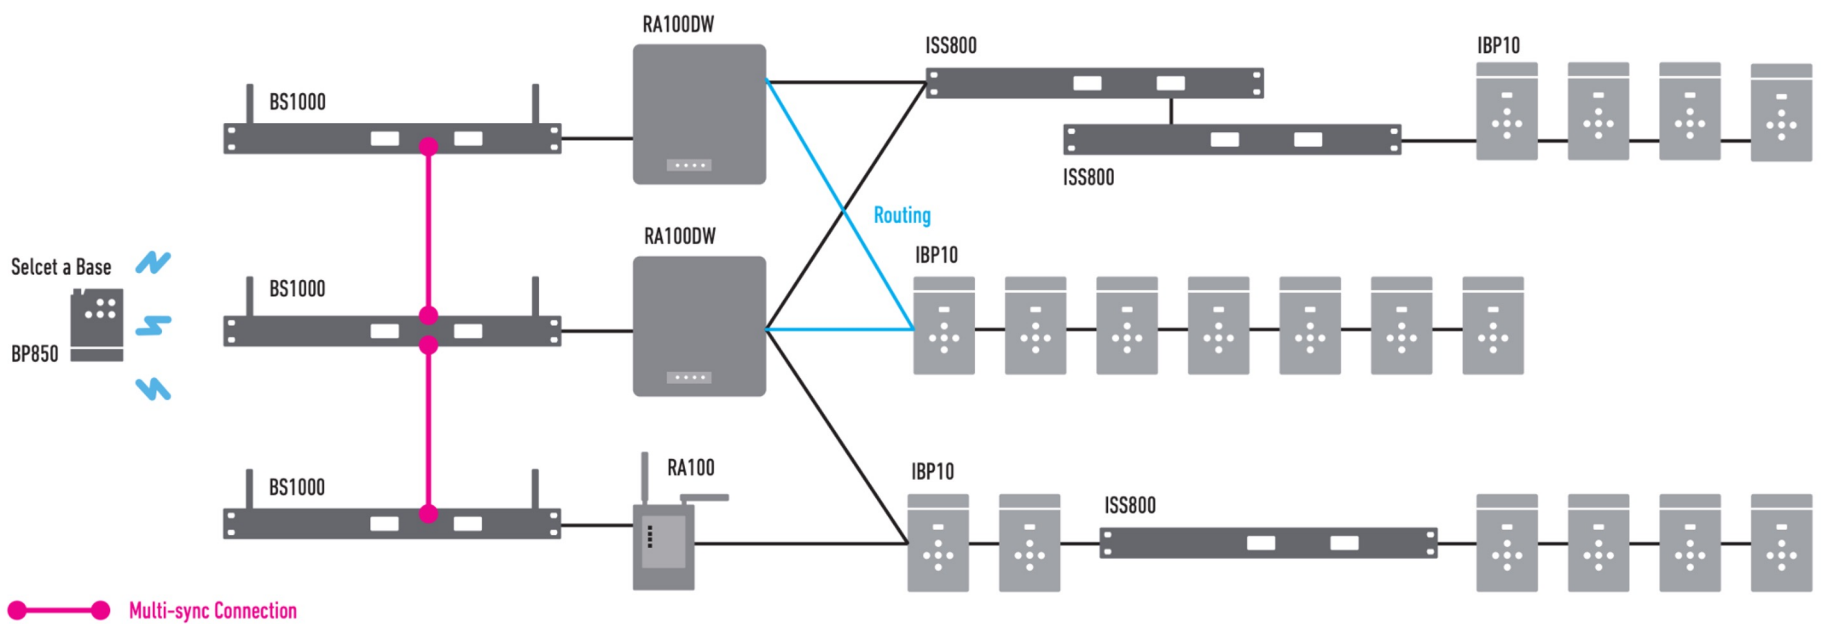 RA100DW
ISS800
IBP10
BS1000
ISS800
Routing
RA100DW
IBP10
Selcet a Base
BS1000
BP850
RA100
IBP10
BS1000
ISS800
Multi-sync Connection